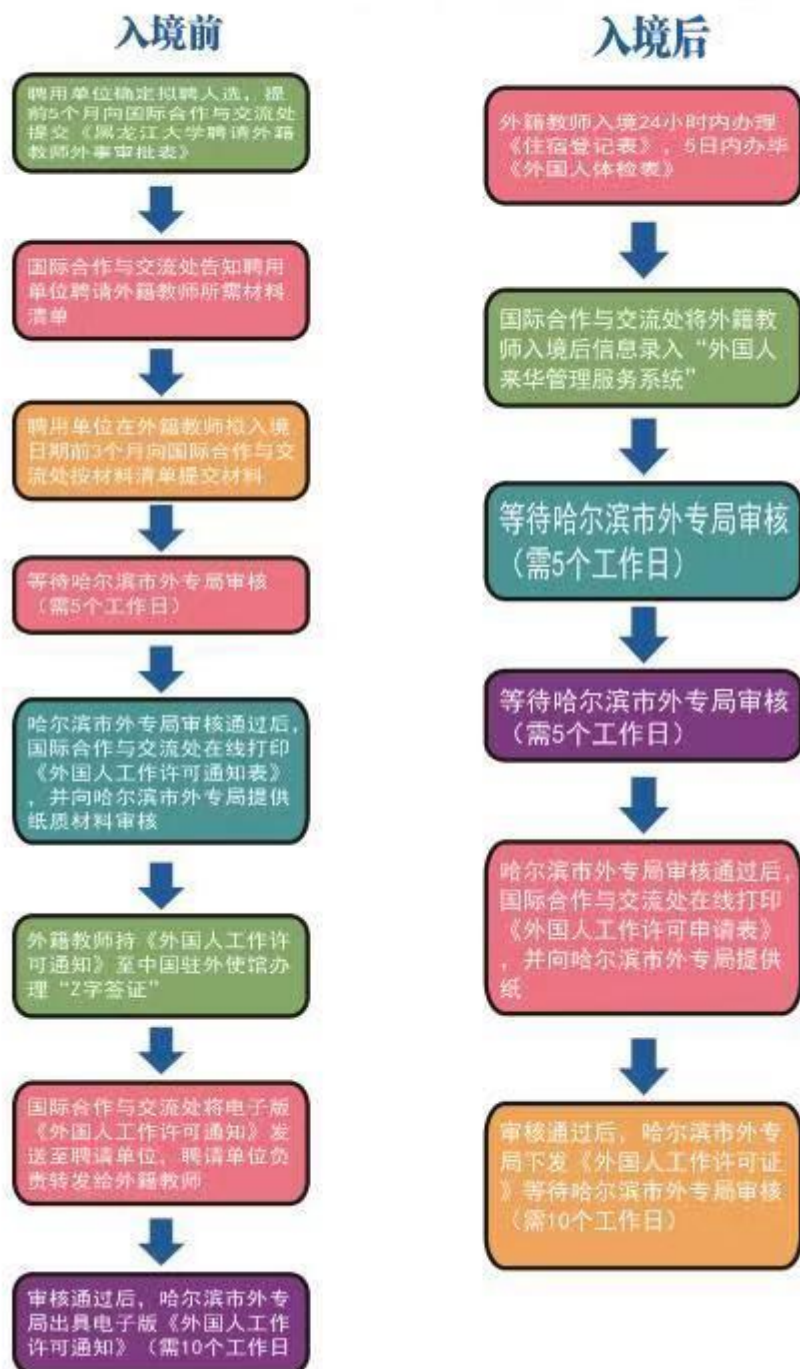 入境前
聘用单位确定拟聘人选，提
前5个月向国际合作与交流处
提交《黑龙江大学聘请外籍
教师外事审批表》
国际合作与交流处告知聘用
单位聘请外籍教师所需材料
清单
聘用单位在外籍教师拟入境
日期前3个月向国际合作与交
流处按材料清单提交材料
等待哈尔滨市外专局审核
（需5个工作日）
哈尔滨市外专局审核通过后，
国际合作与交流处在线打印
《外国人工作许可通知表》
，并向哈尔滨市外专局提供
纸质材料审核
外籍教师持《外国人工作许
可通知》至中国驻外使馆办
理“Z字签证”
国际合作与交流处将电子版
《外国人工作许可通知》发
送至聘请单位，聘请单位负
责转发给外籍教师
审核通过后，哈尔滨市外专
局出具电子版《外国人工作
许可通知》（需10个工作日
入境后
外籍教师入境24小时内办理
《住宿登记表》，5日内办毕
《外国人体检表》
国际合作与交流处将外籍教
师入境后信息录入“外国人
来华管理服务系统”
等待哈尔滨市外专局审核
（需5个工作日）
等待哈尔滨市外专局审核
（需5个工作日）
哈尔滨市外专局审核通过后，
国际合作与交流处在线打印
《外国人工作许可申请表》
，并向哈尔滨市外专局提供
纸
审核通过后，哈尔滨市外专
局下发《外国人工作许可证
》等待哈尔滨市外专局审核
（需10个工作日）